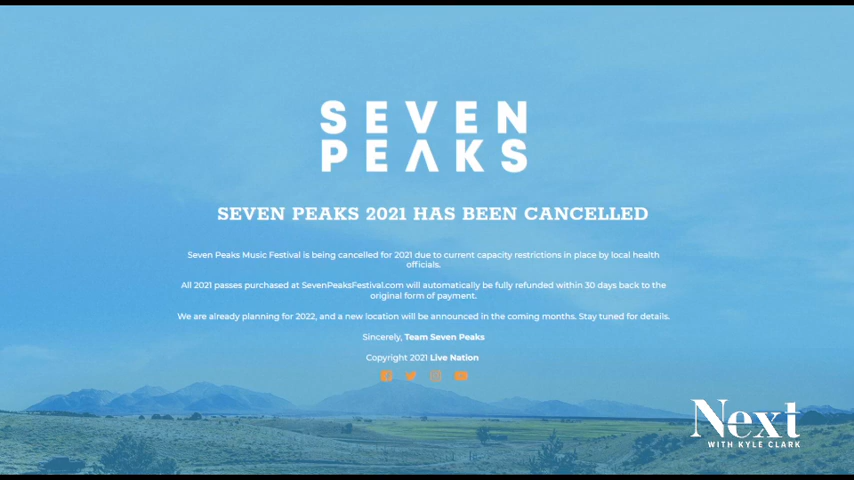 SEVEN
PEAKS
SEVEN PEAKS 2021 HAS BEEN CANCELLED
Seven Peaks Music Festival is being cancelled for 2021 due to current capacity restrictions in place by local health
officials.
All 2021 passes purchased at SevenPeaksFestival.com will automatically be fully refunded within 30 days back to the
original form of payment.
We are already planning for 2022, and a new location will be announced in the coming months. Stay tuned for details.
Sincerely, Team Seven Peaks
Copyright 2021 Live Nation
Next
WITH KYLE CLARK